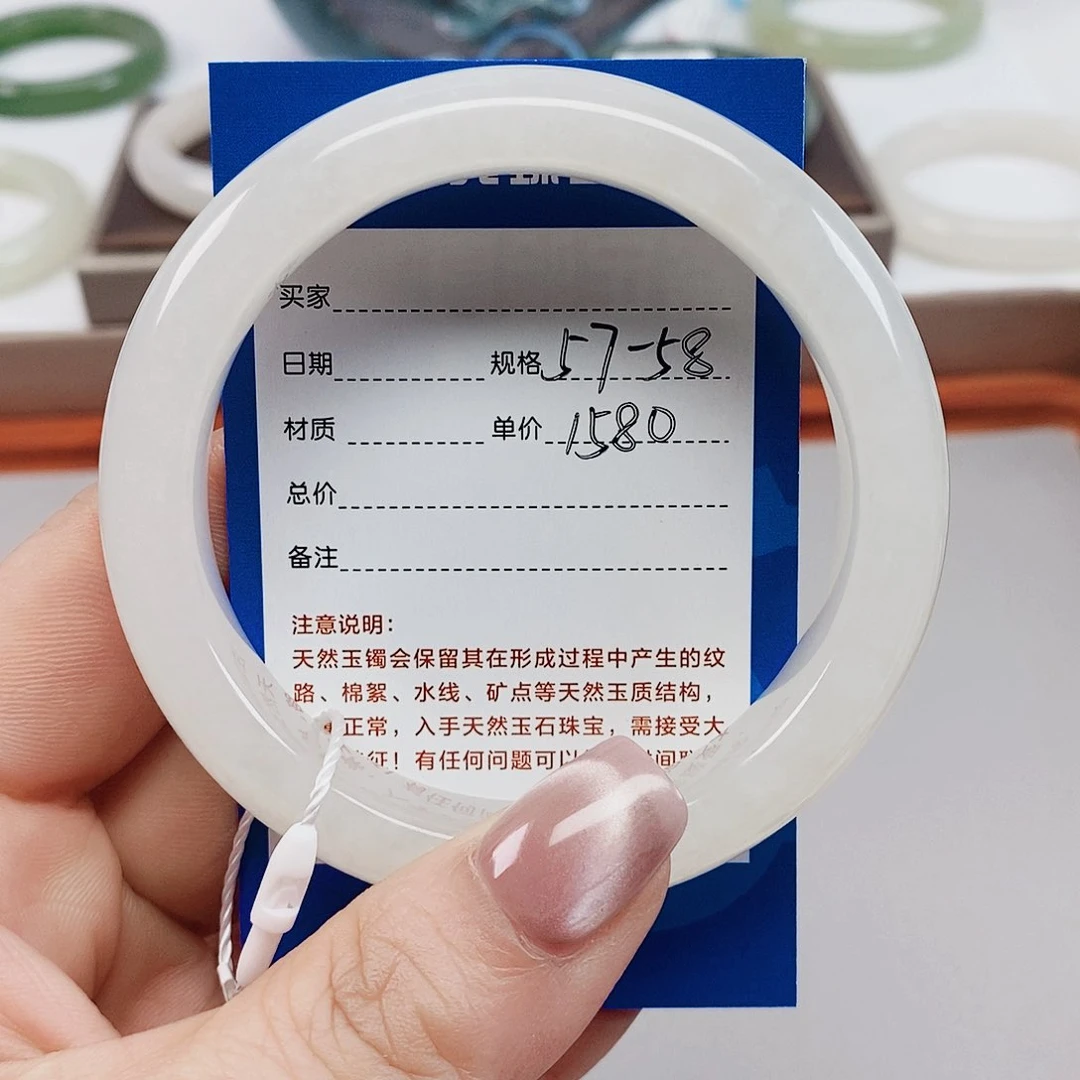 买家
日期 规格 57-58
材质 单价 1580
总价
备注
注意说明:
天然玉镯会保留其在形成过程中产生的纹
路、棉絮、水线、矿点等天然玉质结构,
正常,入手天然玉石珠宝,需接受大
征!有任何问题可以 间联